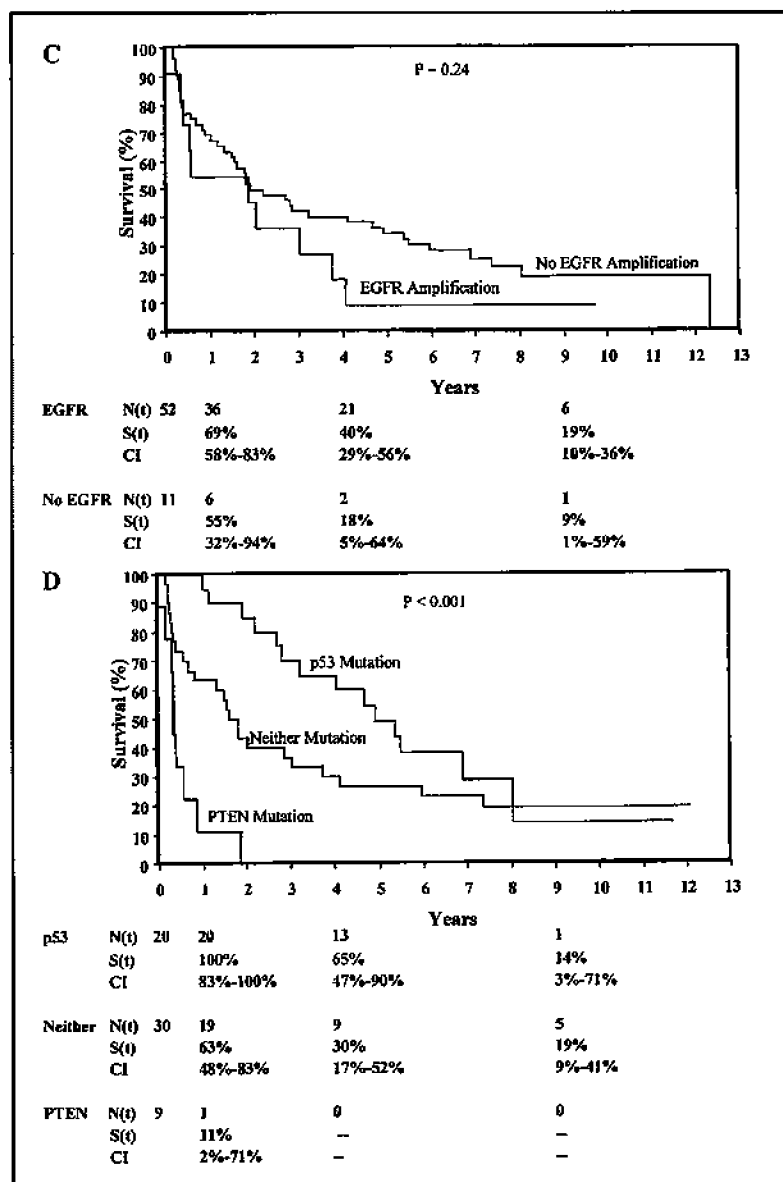 C
P = 0.24
100
90
80
70
60
50
40
30
20
10
0
Survival (%)
No EGFR Amplification
EGFR Amplification
0 1 2 3 4 5 6 7 8 9 10 11 12 13
Years
EGFR N(t) 52 36 21 6
S(t) 69% 40% 19%
CI 58%-83% 29%-56% 10%-36%
No EGFR N(t) 11 6 2 1
S(t) 55% 18% 9%
CI 32%-94% 5%-64% 1%-59%
D
P < 0.001
100
90
80
70
60
50
40
30
20
10
0
Survival (%)
p53 Mutation
Neither Mutation
PTEN Mutation
0 1 2 3 4 5 6 7 8 9 10 11 12 13
Years
p53 N(t) 20 20 13 1
S(t) 100% 65% 14%
CI 83%-100% 47%-90% 3%-71%
Neither N(t) 30 19 9 5
S(t) 63% 30% 19%
CI 48%-83% 17%-52% 9%-41%
PTEN N(t) 9 1 0 0
S(t) 11% -- –
CI 2%-71% – –